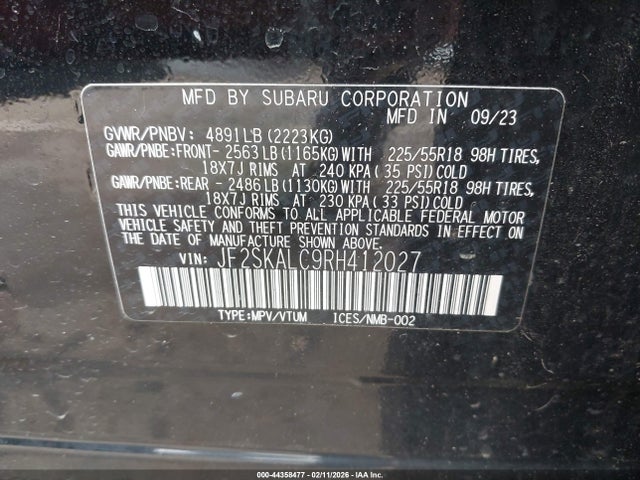 MFD BY SUBARU CORPORATION
MFD IN 09/23
GVWR/PNBV: 4891LB(2223KG)
GAWR/PNBE:FRONT- 2563LB(1165KG)WITH 225/55R18 98H TIRES,
18X7J RIMS AT 240 KPA(35 PSI)COLD
GAWR/PNBE:REAR - 2486LB(1130KG)WITH 225/55R18 98H TIRES,
18X7J RIMS AT 230 KPA(33 PSI)COLD
THIS VEHICLE CONFORMS TO ALL APPLICABLE FEDERAL MOTOR
VEHICLE SAFETY AND THEFT PREVENTION STANDARDS IN EFFECT
ON THE DATE OF MANUFACTURE SHOWN ABOVE.
VIN: JF2SKALC9RH412027
TYPE:MPV/VTUM ICES/NMB-002
000-44358477 - 02/11/2026 - IAA Inc.